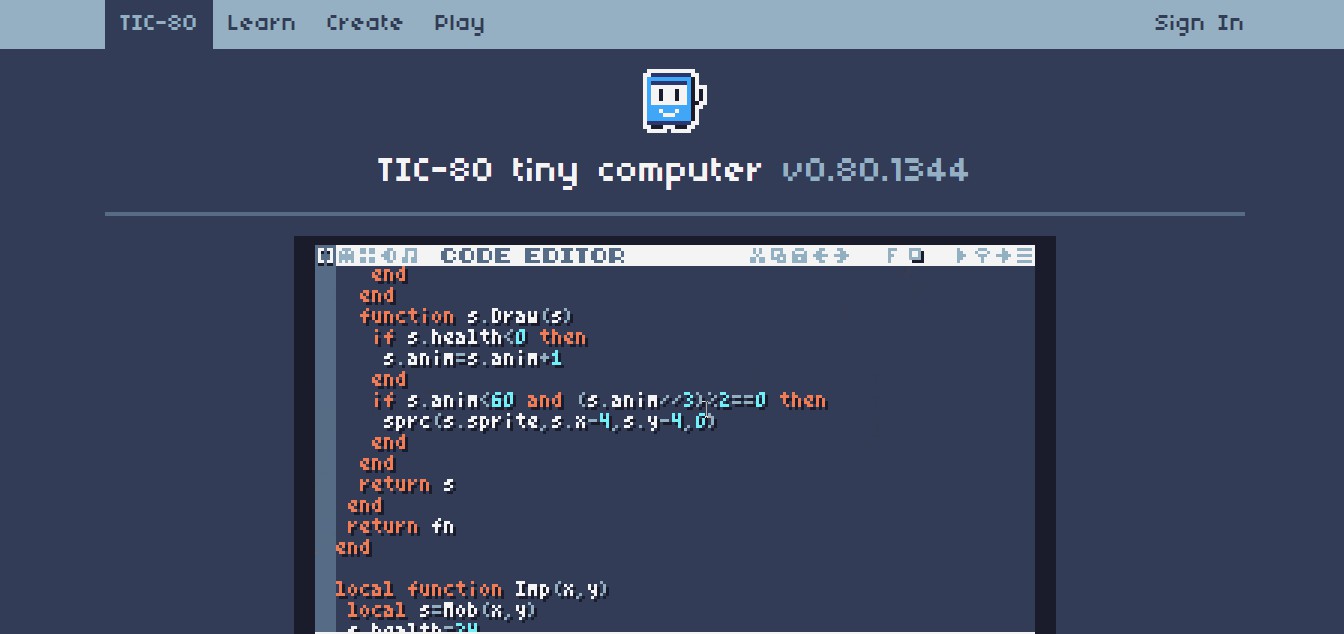 TIC-80 Learn Create Play Sign In
TIC-80 tiny computer v0.80.1344
CODE EDITOR
end
end
function s.Draw(s)
if s.health<0 then
s.anim=s.anim+1
end
if s.anim<60 and (s.anim//3)%2==0 then
sprc(s.sprite,s.x-4,s.y-4,0)
end
end
return s
end
return fn
end
local function Imp(x,y)
local s=Mob(x,y)